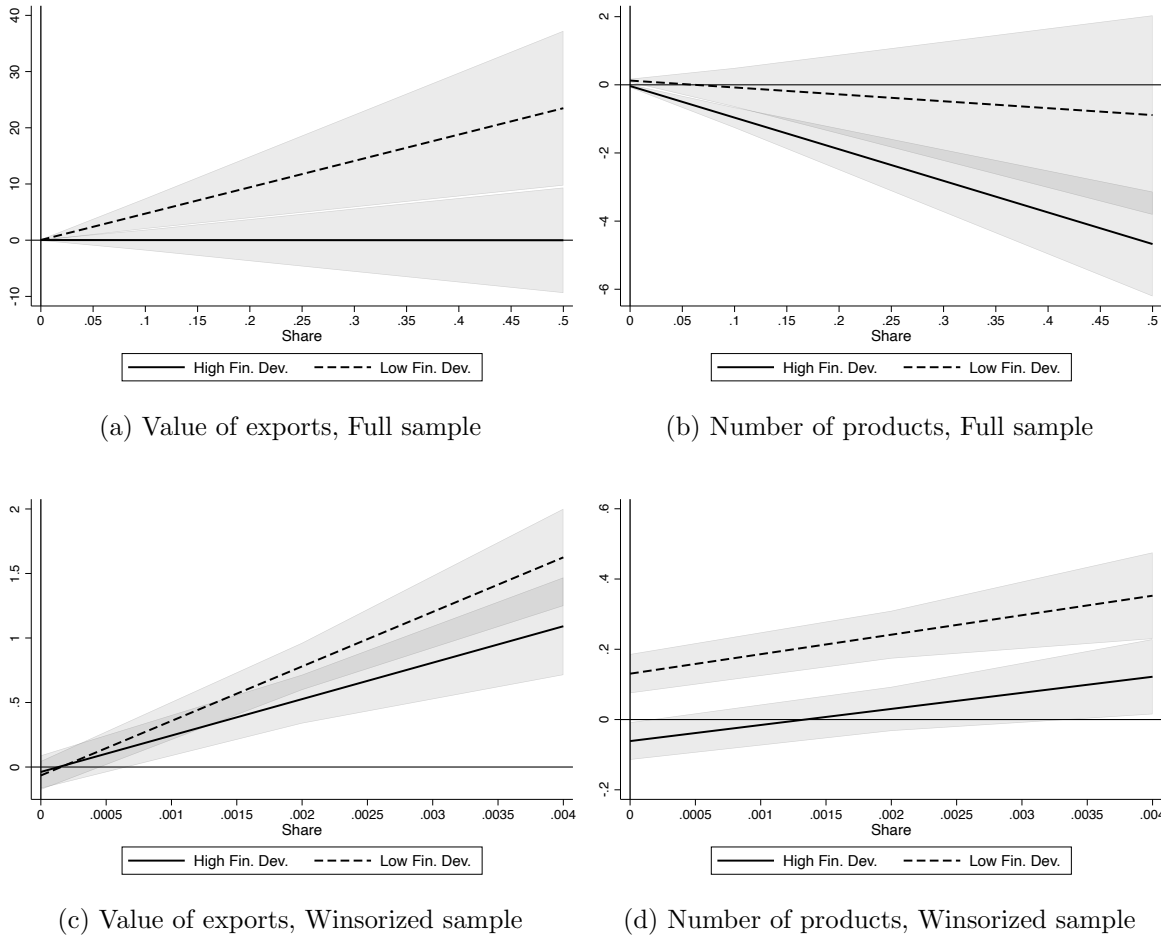 40
30
20
10
0
-10
0 .05 .1 .15 .2 .25 .3 .35 .4 .45 .5
Share
High Fin. Dev. Low Fin. Dev.
(a) Value of exports, Full sample
2
0
-2
-4
-6
0 .05 .1 .15 .2 .25 .3 .35 .4 .45 .5
Share
High Fin. Dev. Low Fin. Dev.
(b) Number of products, Full sample
2
1.5
1
.5
0
0 .0005 .001 .0015 .002 .0025 .003 .0035 .004
Share
High Fin. Dev. Low Fin. Dev.
(c) Value of exports, Winsorized sample
.6
.4
.2
0
-.2
0 .0005 .001 .0015 .002 .0025 .003 .0035 .004
Share
High Fin. Dev. Low Fin. Dev.
(d) Number of products, Winsorized sample